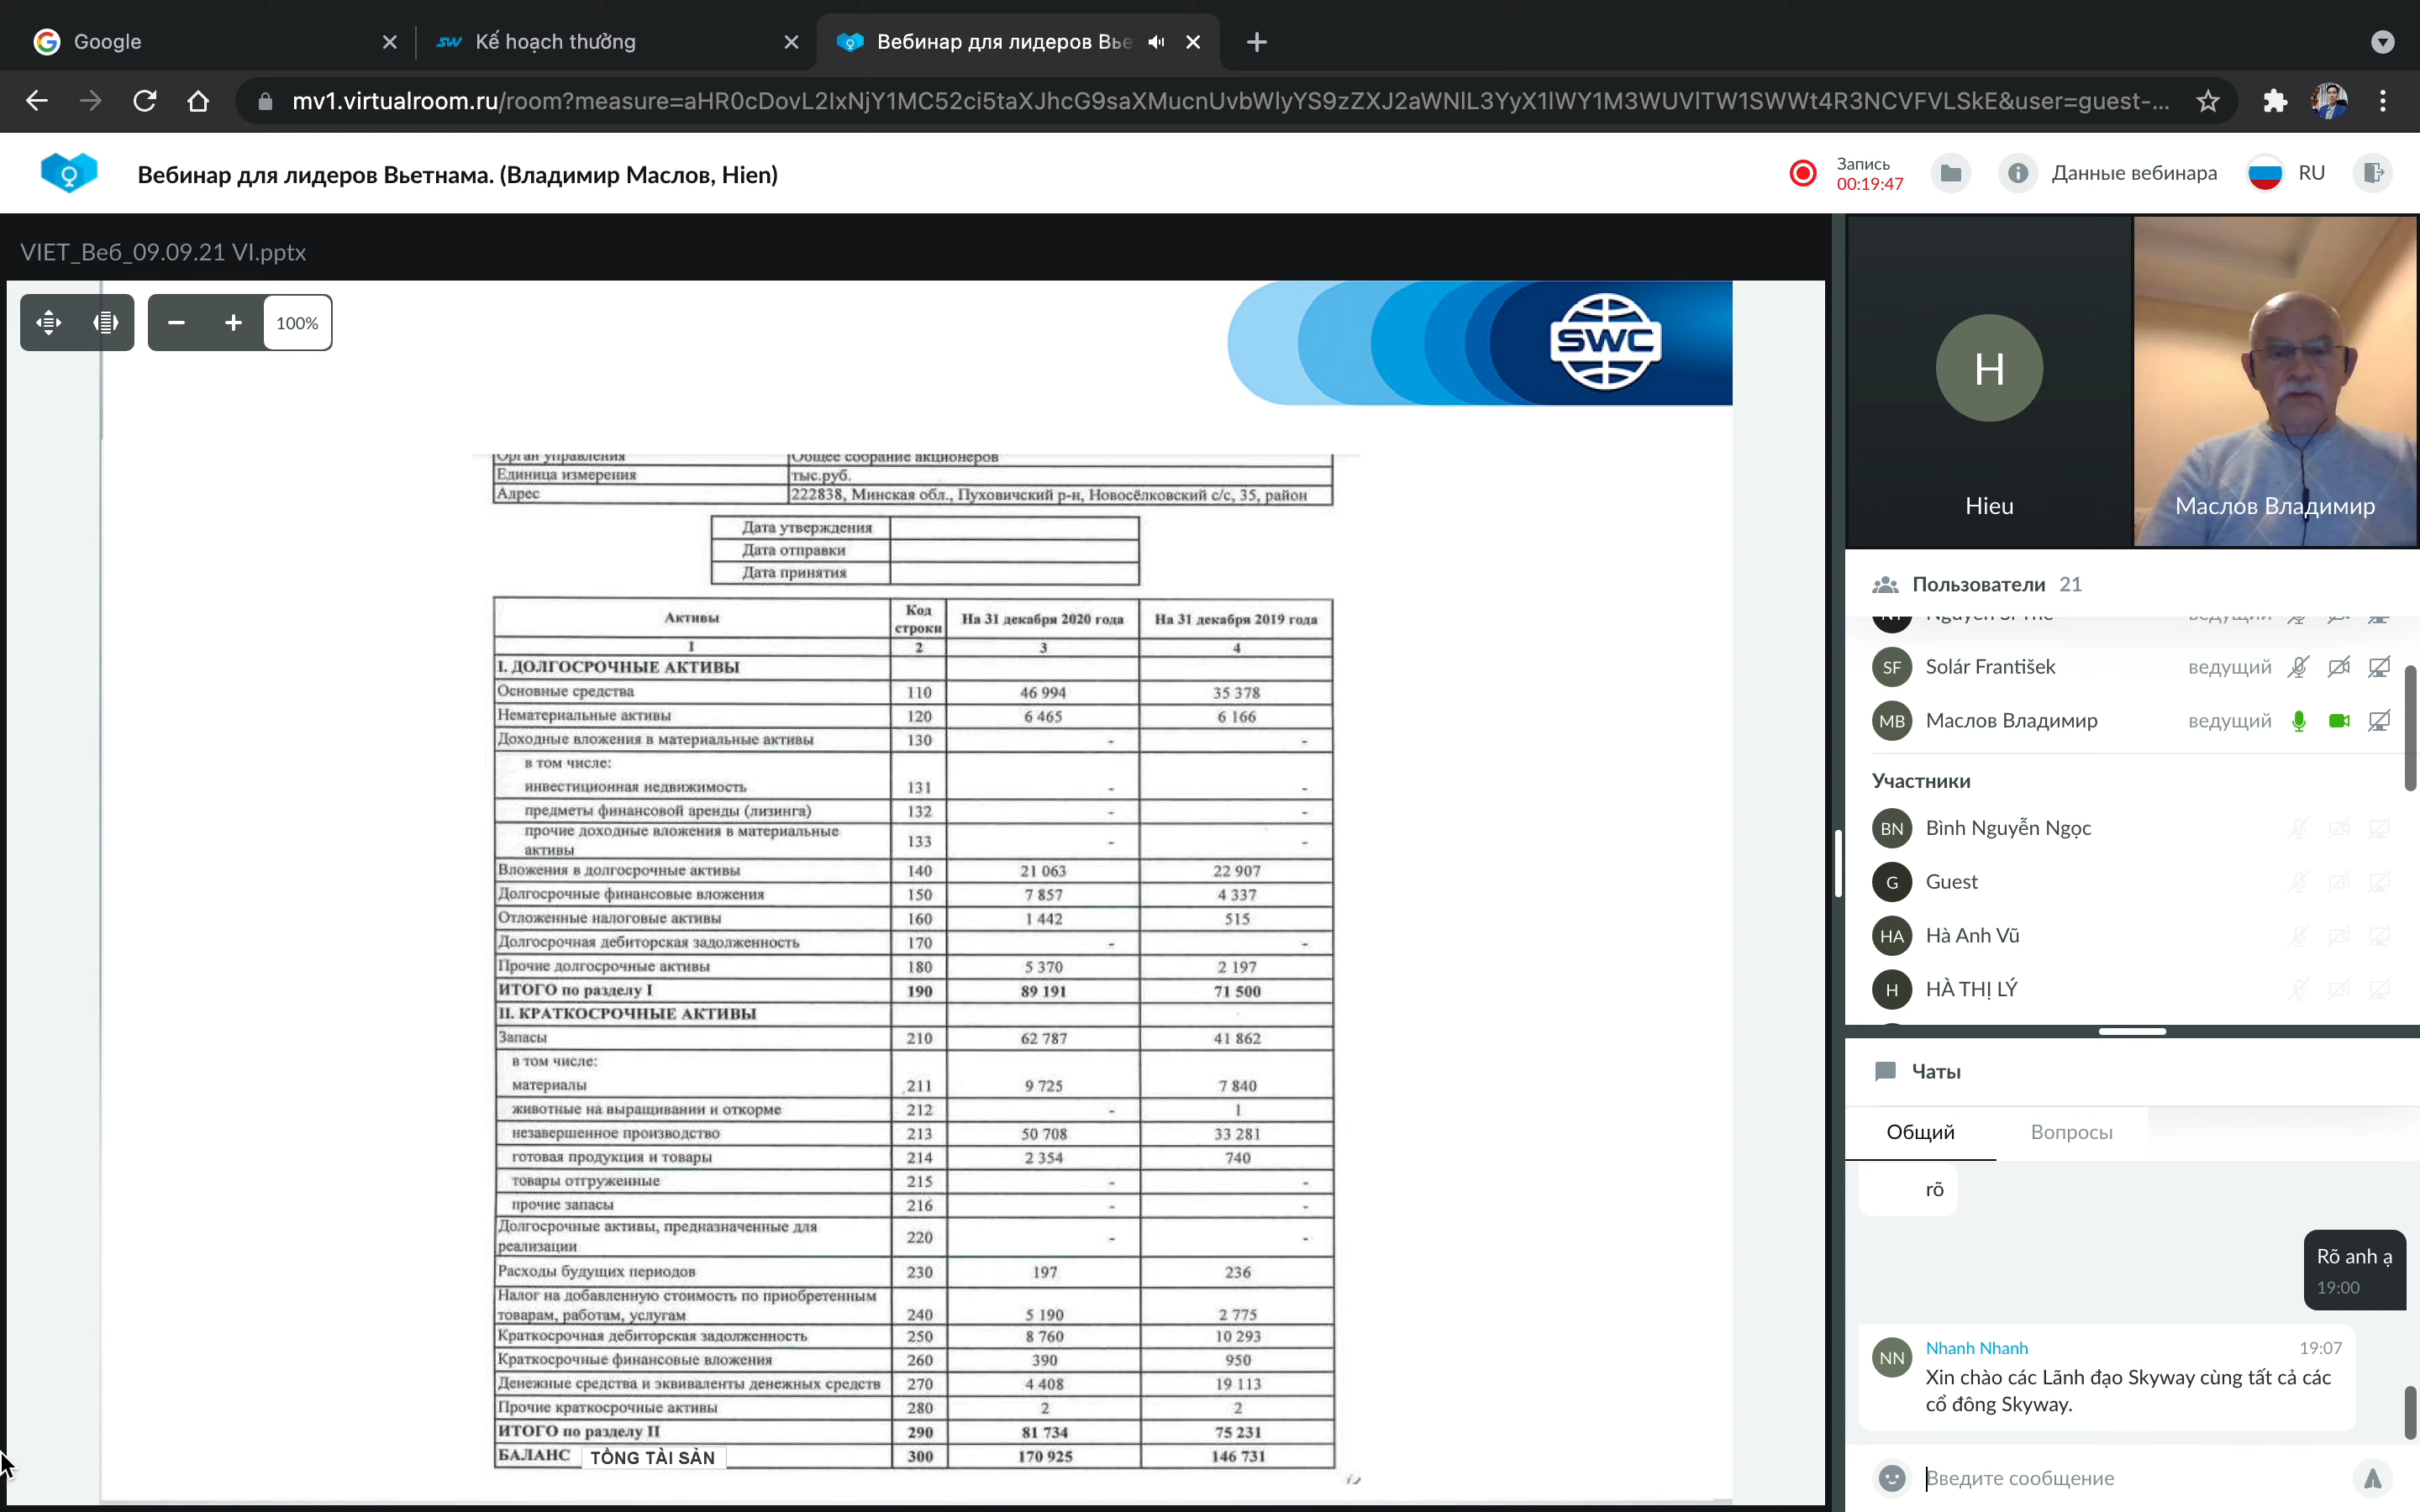 Google
SW Kế hoạch thưởng
Вебинар для лидеров Вье
mv1.virtualroom.ru/room?measure=aHR0cDovL2IxNjY1MC52ci5taXJhcG9saXMucnUvbWlyYS9zZXJ2aWNlL3YyX1lWY1M3WUVlTW1SWWt4R3NCVFVLSkE&user=guest-...
Вебинар для лидеров Вьетнама. (Владимир Маслов, Hien)
Запись
00:19:47
Данные вебинара
RU
VIET_Веб_09.09.21 VI.pptx
100%
SWC
Орган управления Общее собрание акционеров
Единица измерения тыс.руб.
Адрес 222838, Минская обл., Пуховичский р-н, Новосёлковский с/с, 35, район
Дата утверждения
Дата отправки
Дата принятия
Активы Код строки На 31 декабря 2020 года На 31 декабря 2019 года
1 2 3 4
I. ДОЛГОСРОЧНЫЕ АКТИВЫ
Основные средства 110 46 994 35 378
Нематериальные активы 120 6 465 6 166
Доходные вложения в материальные активы 130 - -
в том числе:
инвестиционная недвижимость 131 - -
предметы финансовой аренды (лизинга) 132 - -
прочие доходные вложения в материальные
активы 133 - -
Вложения в долгосрочные активы 140 21 063 22 907
Долгосрочные финансовые вложения 150 7 857 4 337
Отложенные налоговые активы 160 1 442 515
Долгосрочная дебиторская задолженность 170 - -
Прочие долгосрочные активы 180 5 370 2 197
ИТОГО по разделу I 190 89 191 71 500
II. КРАТКОСРОЧНЫЕ АКТИВЫ
Запасы 210 62 787 41 862
в том числе:
материалы 211 9 725 7 840
животные на выращивании и откорме 212 - 1
незавершенное производство 213 50 708 33 281
готовая продукция и товары 214 2 354 740
товары отгруженные 215 - -
прочие запасы 216 - -
Долгосрочные активы, предназначенные для
реализации 220 - -
Расходы будущих периодов 230 197 236
Налог на добавленную стоимость по приобретенным
товарам, работам, услугам 240 5 190 2 775
Краткосрочная дебиторская задолженность 250 8 760 10 293
Краткосрочные финансовые вложения 260 390 950
Денежные средства и эквиваленты денежных средств 270 4 408 19 113
Прочие краткосрочные активы 280 2 2
ИТОГО по разделу II 290 81 734 75 231
БАЛАНС TỔNG TÀI SẢN 300 170 925 146 731
H
Hieu
Маслов Владимир
Пользователи 21
SF Solár František ведущий
МВ Маслов Владимир ведущий
Участники
BN Bình Nguyễn Ngọc
G Guest
HA Hà Anh Vũ
H HÀ THỊ LÝ
Чаты
Общий Вопросы
rõ
Rõ anh ạ
19:00
NN Nhanh Nhanh 19:07
Xin chào các Lãnh đạo Skyway cùng tất cả các
cổ đông Skyway.
Введите сообщение